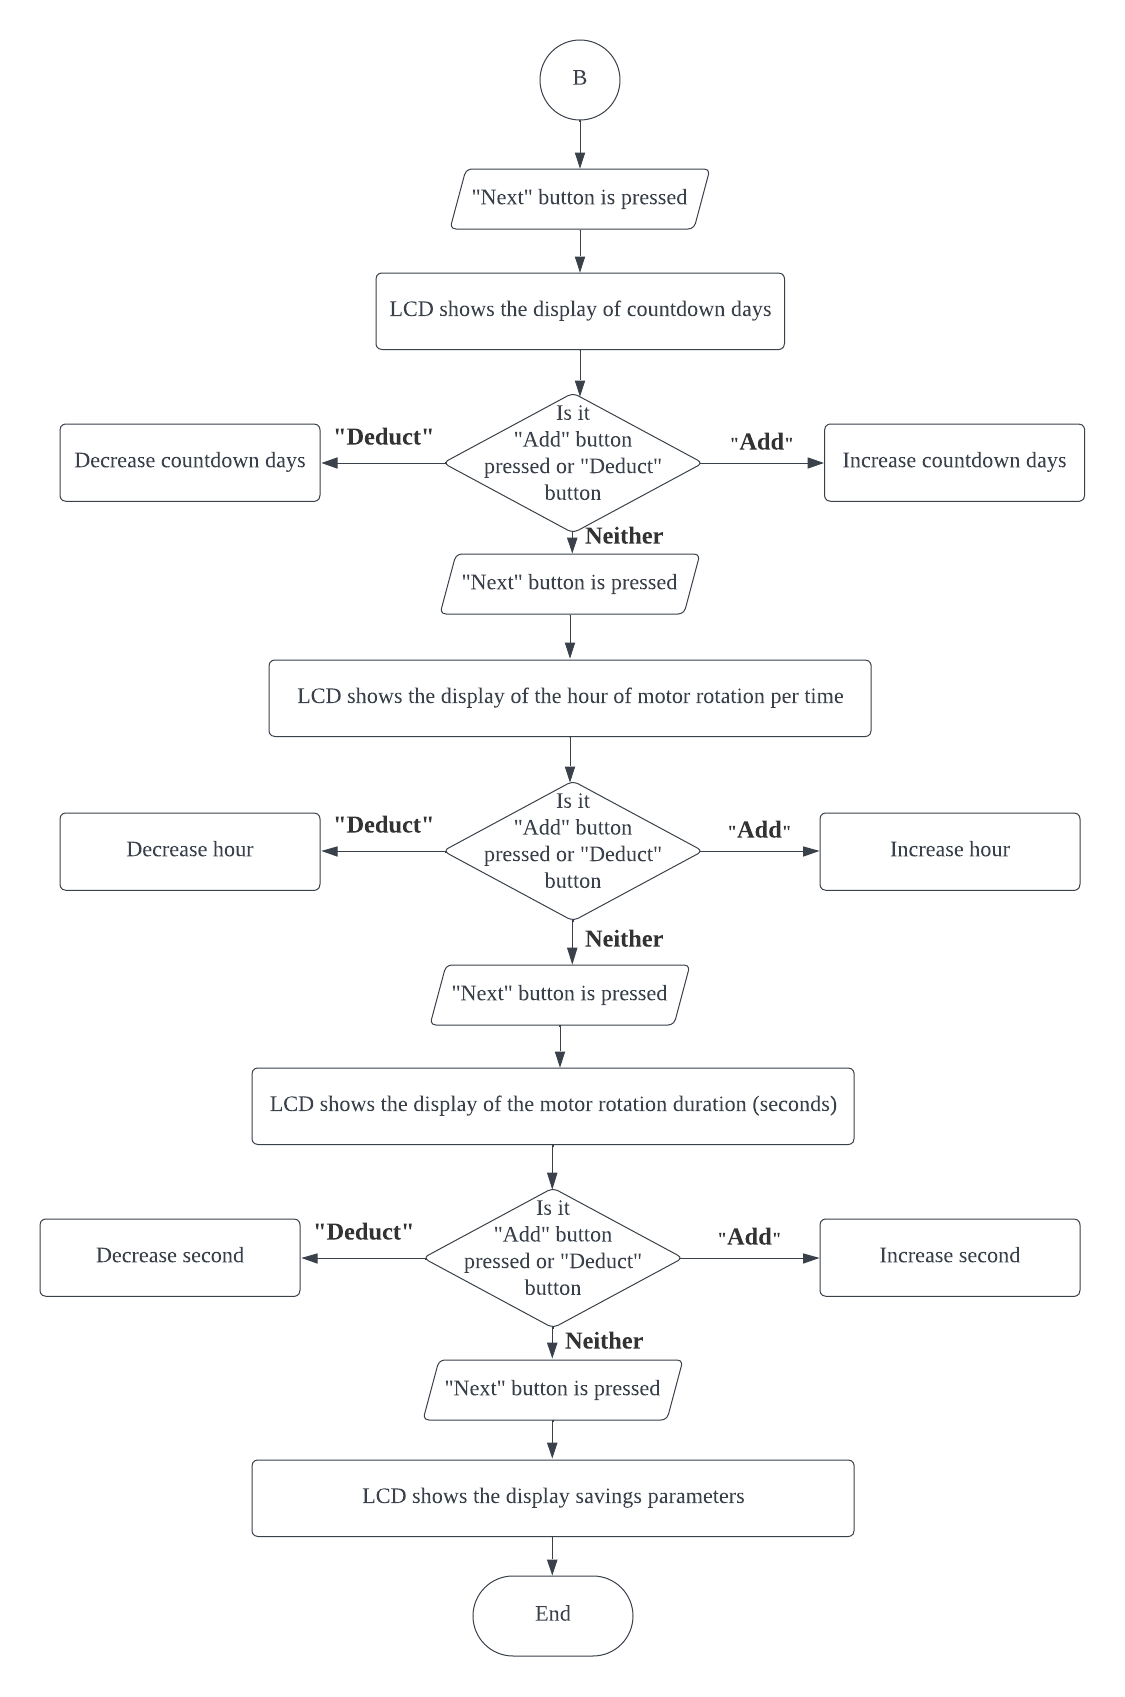 B
"Next" button is pressed
LCD shows the display of countdown days
Is it
"Add" button
pressed or "Deduct"
button
"Deduct"
Decrease countdown days
"Add"
Increase countdown days
Neither
"Next" button is pressed
LCD shows the display of the hour of motor rotation per time
Is it
"Add" button
pressed or "Deduct"
button
"Deduct"
Decrease hour
"Add"
Increase hour
Neither
"Next" button is pressed
LCD shows the display of the motor rotation duration (seconds)
Is it
"Add" button
pressed or "Deduct"
button
"Deduct"
Decrease second
"Add"
Increase second
Neither
"Next" button is pressed
LCD shows the display savings parameters
End